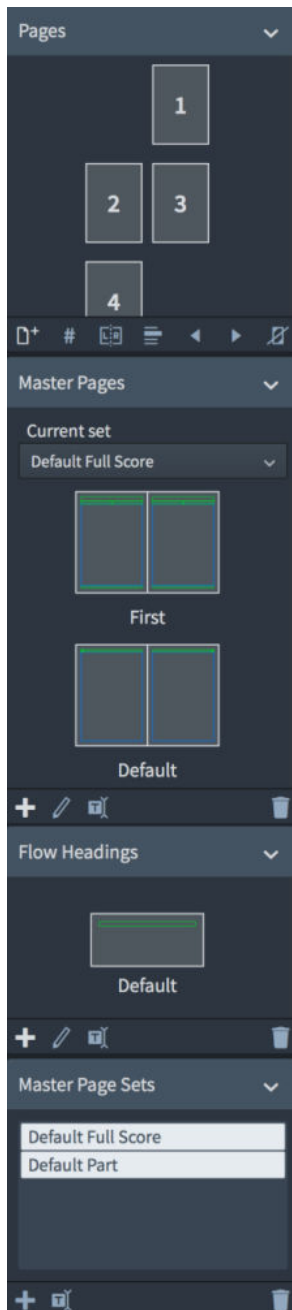 Pages
1
2 3
4
#
L R
Master Pages
Current set
Default Full Score
First
Default
T
Flow Headings
Default
T
Master Page Sets
Default Full Score
Default Part
T